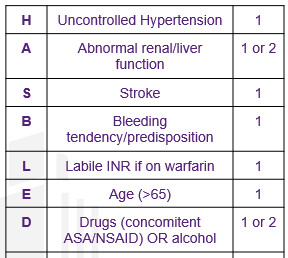 H Uncontrolled Hypertension 1
A Abnormal renal/liver 1 or 2
function
S Stroke 1
B Bleeding 1
tendency/predisposition
L Labile INR if on warfarin 1
E Age (>65) 1
D Drugs (concomitent 1 or 2
ASA/NSAID) OR alcohol